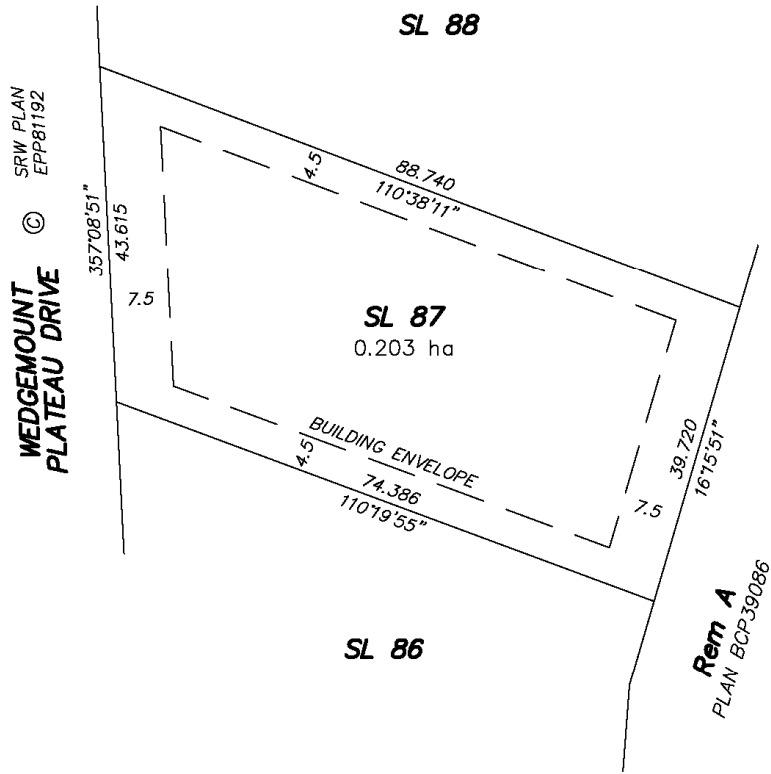 SL 88
SRW PLAN
EPP81192
©
WEDGEMOUNT
PLATEAU DRIVE
357°08'51"
43.615
4.5
88.740
110°38'11"
7.5
SL 87
0.203 ha
BUILDING ENVELOPE
4.5
74.386
110°19'55"
39.720
16°15'51"
7.5
SL 86
Rem A
PLAN BCP39086